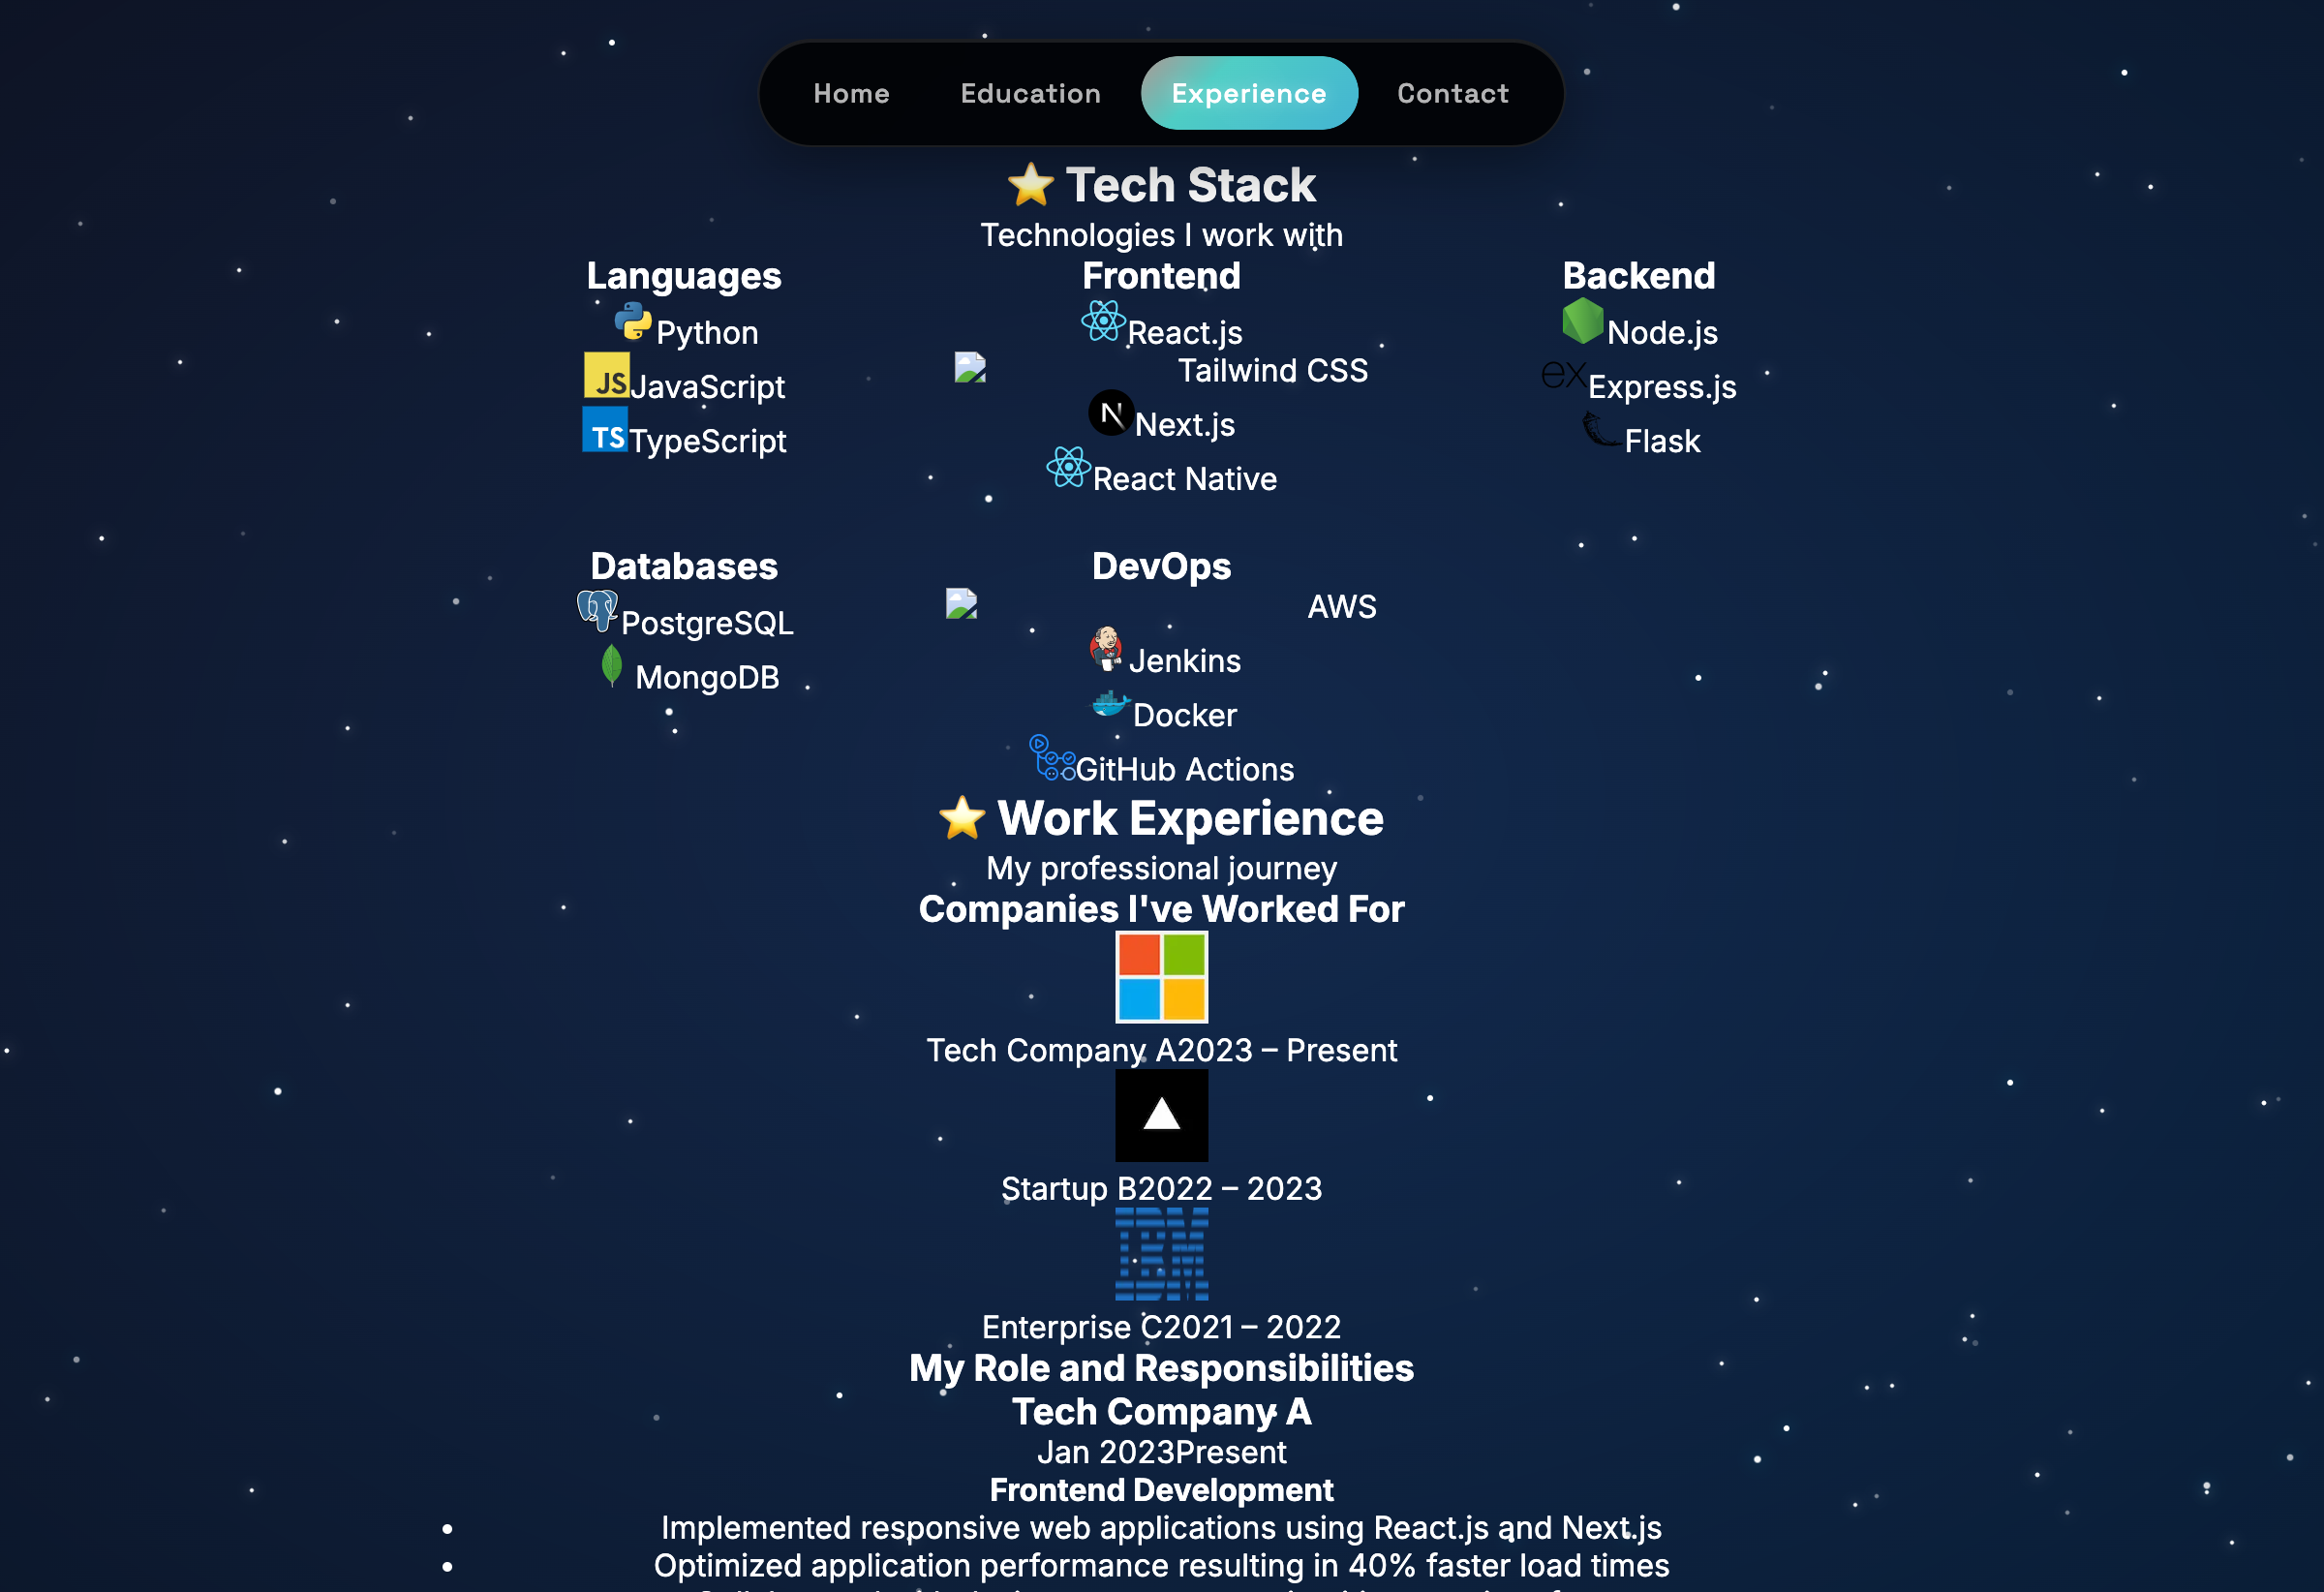 Home Education Experience Contact
⭐ Tech Stack
Technologies I work with
Languages
Python
JS JavaScript
TS TypeScript
Frontend
React.js
Tailwind CSS
N Next.js
React Native
Backend
Node.js
ex Express.js
Flask
Databases
PostgreSQL
MongoDB
DevOps
AWS
Jenkins
Docker
GitHub Actions
⭐ Work Experience
My professional journey
Companies I've Worked For
Tech Company A2023 – Present
Startup B2022 – 2023
IBM
Enterprise C2021 – 2022
My Role and Responsibilities
Tech Company A
Jan 2023Present
Frontend Development
• Implemented responsive web applications using React.js and Next.js
• Optimized application performance resulting in 40% faster load times